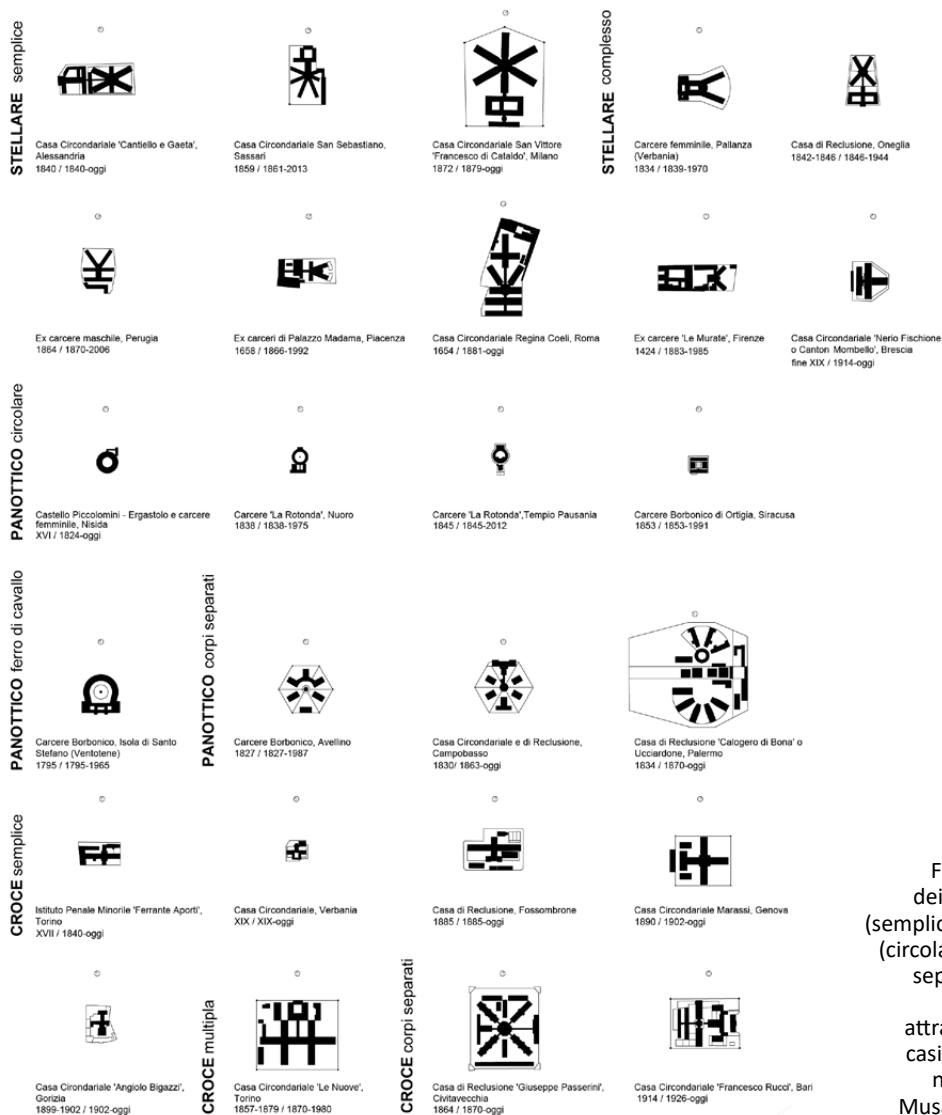 STELLARE semplice
Casa Circondariale 'Cantiello e Gaeta',
Alessandria
1840 / 1840-oggi
Casa Circondariale San Sebastiano,
Sassari
1859 / 1861-2013
Casa Circondariale San Vittore
'Francesco di Cataldo', Milano
1872 / 1879-oggi
STELLARE complesso
Carcere femminile, Pallanza
(Verbania)
1834 / 1839-1970
Casa di Reclusione, Oneglia
1842-1846 / 1846-1944
Ex carcere maschile, Perugia
1864 / 1870-2006
Ex carceri di Palazzo Madama, Piacenza
1658 / 1866-1992
Casa Circondariale Regina Coeli, Roma
1654 / 1881-oggi
Ex carcere 'Le Murate', Firenze
1424 / 1883-1985
Casa Circondariale 'Nerio Fischione
o Canton Mombello', Brescia
fine XIX / 1914-oggi
PANOTTICO circolare
Castello Piccolomini - Ergastolo e carcere
femminile, Nisida
XVI / 1824-oggi
Carcere 'La Rotonda', Nuoro
1838 / 1838-1975
Carcere 'La Rotonda',Tempio Pausania
1845 / 1845-2012
Carcere Borbonico di Ortigia, Siracusa
1853 / 1853-1991
PANOTTICO ferro di cavallo
Carcere Borbonico, Isola di Santo
Stefano (Ventotene)
1795 / 1795-1965
PANOTTICO corpi separati
Carcere Borbonico, Avellino
1827 / 1827-1987
Casa Circondariale e di Reclusione,
Campobasso
1830/ 1863-oggi
Casa di Reclusione 'Calogero di Bona' o
Ucciardone, Palermo
1834 / 1870-oggi
CROCE semplice
Istituto Penale Minorile 'Ferrante Aporti',
Torino
XVII / 1840-oggi
Casa Circondariale, Verbania
XIX / XIX-oggi
Casa di Reclusione, Fossombrone
1885 / 1885-oggi
Casa Circondariale Marassi, Genova
1890 / 1902-oggi
Casa Cirondariale 'Angiolo Bigazzi',
Gorizia
1899-1902 / 1902-oggi
CROCE multipla
Casa Circondariale 'Le Nuove',
Torino
1857-1879 / 1870-1980
CROCE corpi separati
Casa di Reclusione 'Giuseppe Passerini',
Civitavecchia
1864 / 1870-oggi
Casa Circondariale 'Francesco Rucci', Bari
1914 / 1926-oggi
F
dei
(semplic
(circola
sep
attra
casi
n
Mus